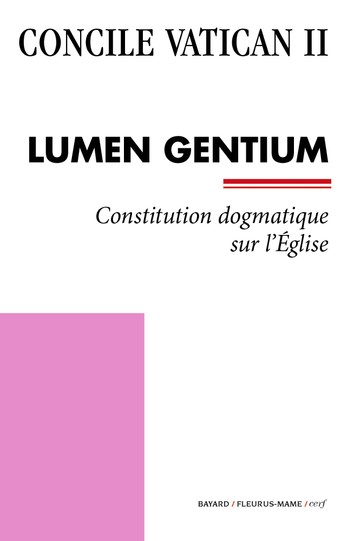 CONCILE VATICAN II
LUMEN GENTIUM
Constitution dogmatique
sur l’Église
BAYARD / FLEURUS-MAME / cerf